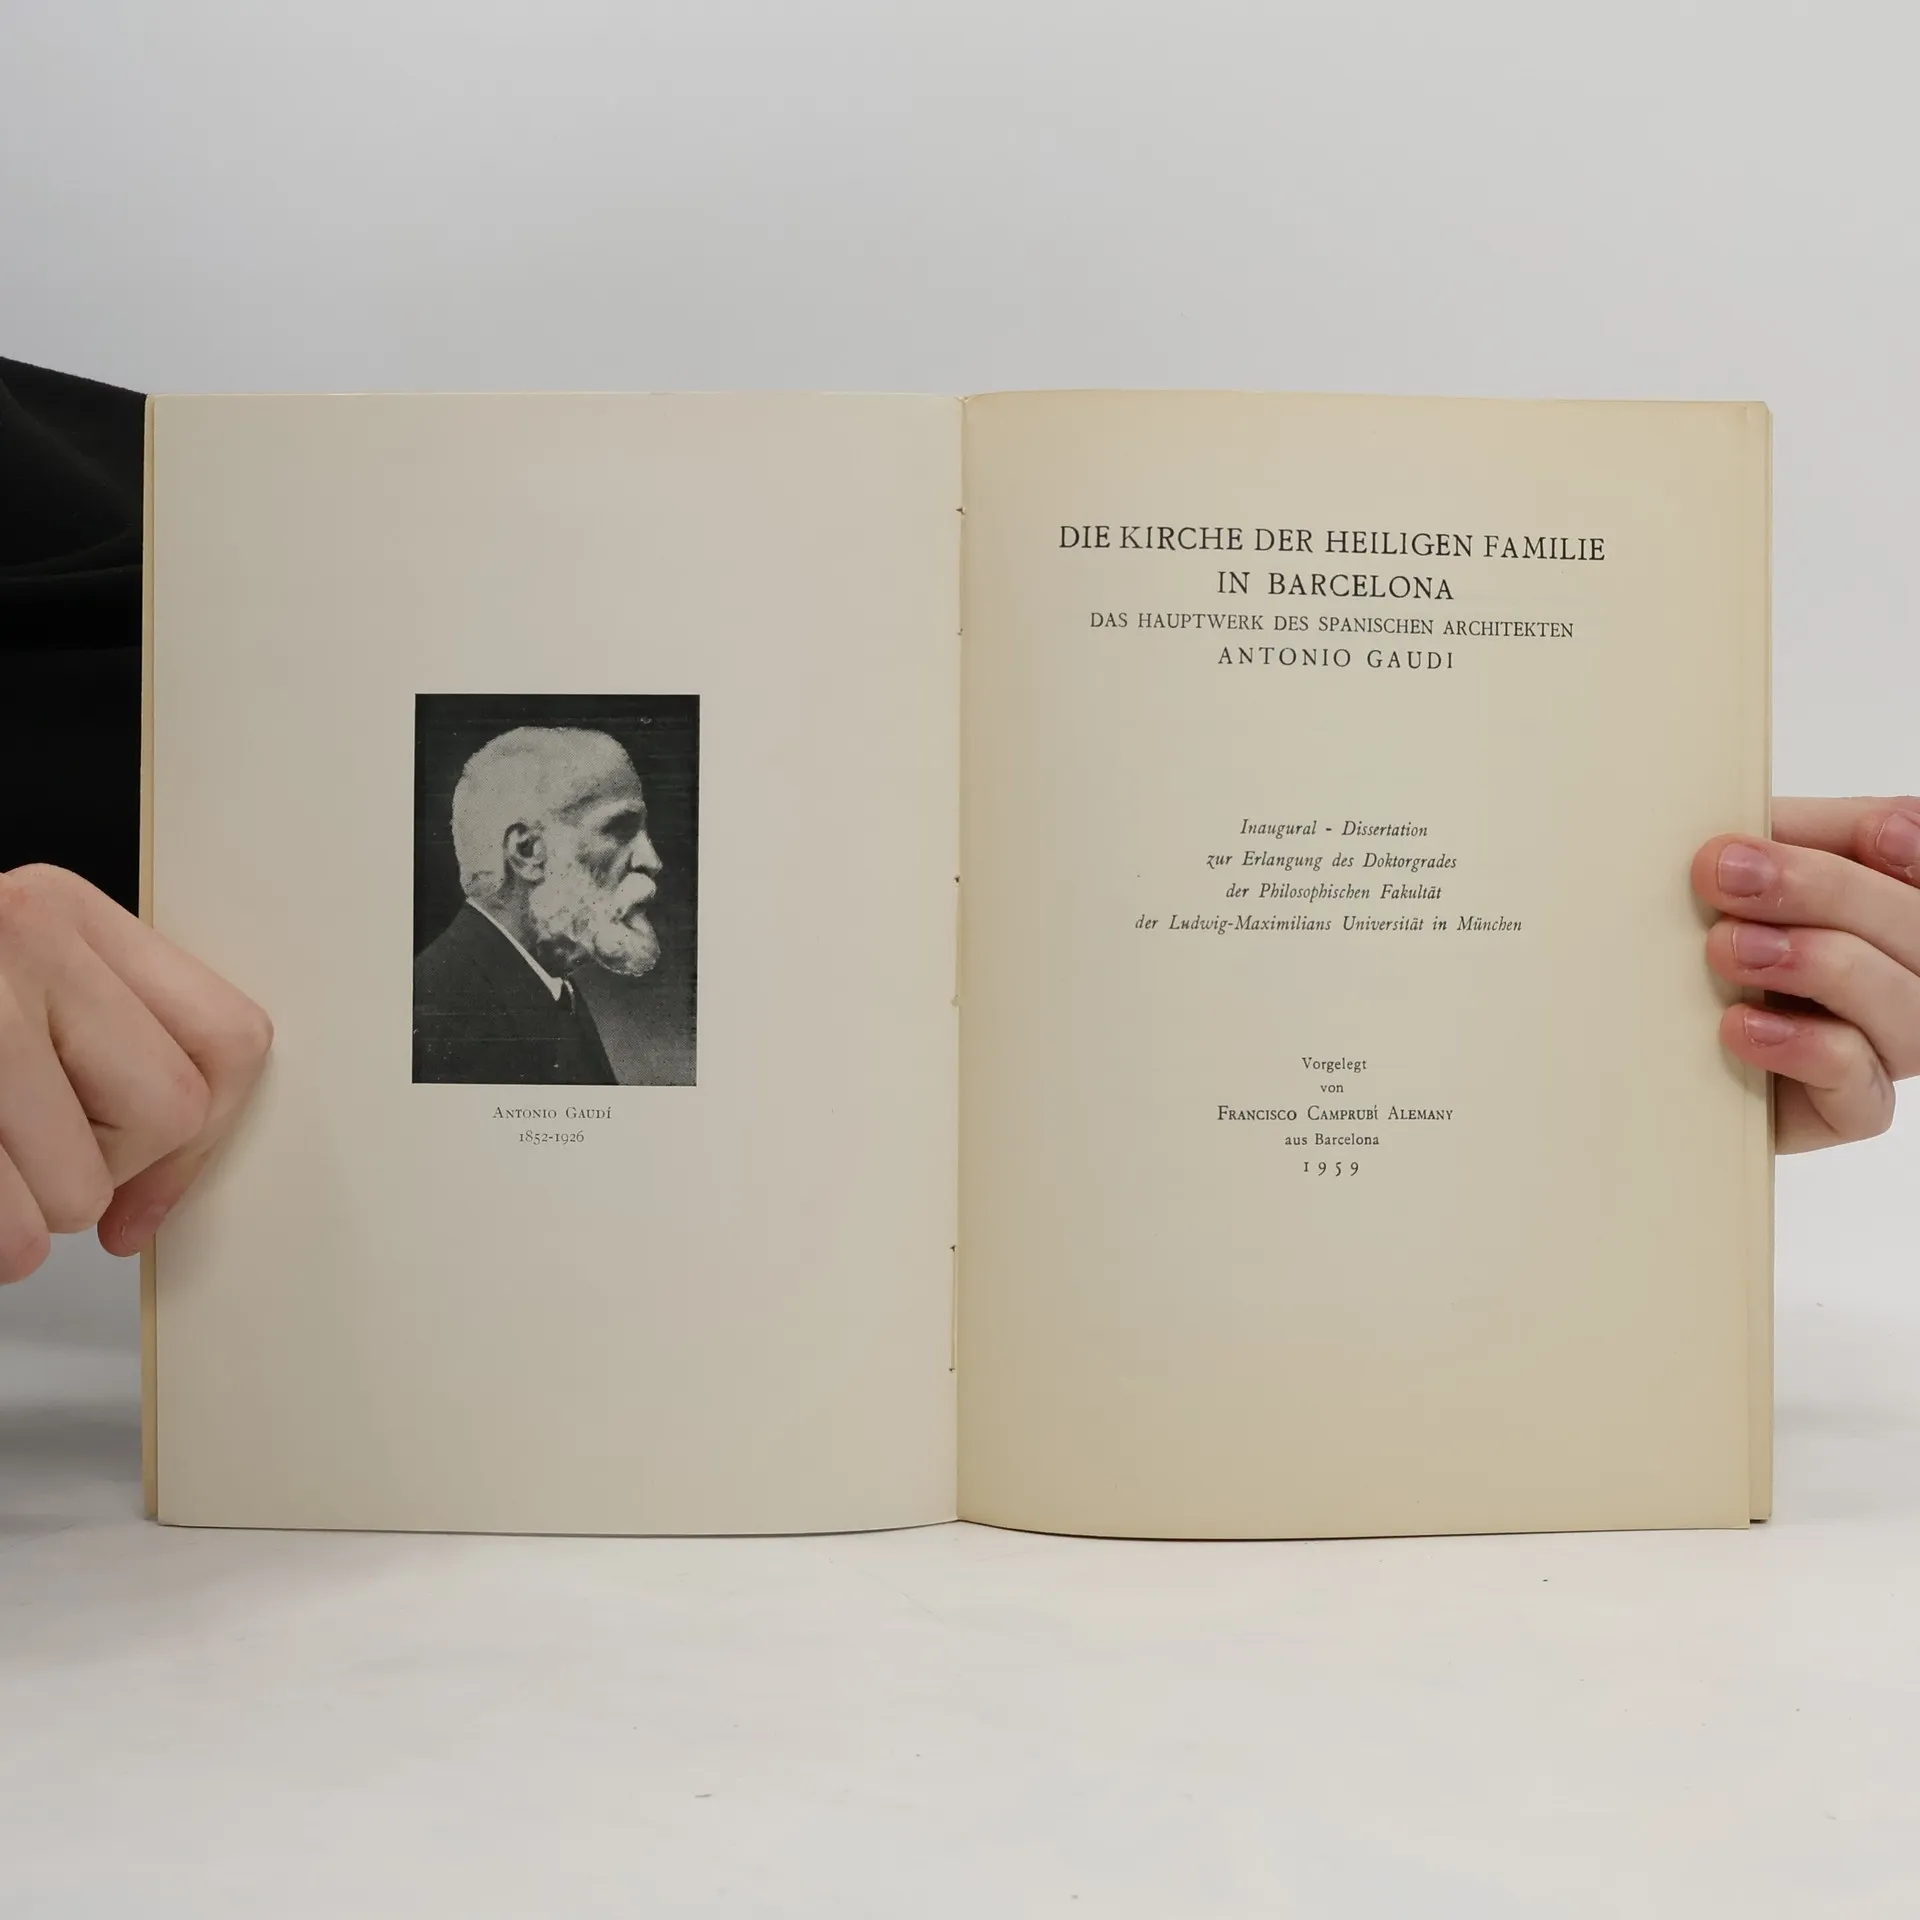 Antonio Gaudí
1852-1926
DIE KIRCHE DER HEILIGEN FAMILIE
IN BARCELONA
DAS HAUPTWERK DES SPANISCHEN ARCHITEKTEN
ANTONIO GAUDI
Inaugural - Dissertation
zur Erlangung des Doktorgrades
der Philosophischen Fakultät
der Ludwig-Maximilians Universität in München
Vorgelegt
von
Francisco Camprubí Alemany
aus Barcelona
1959